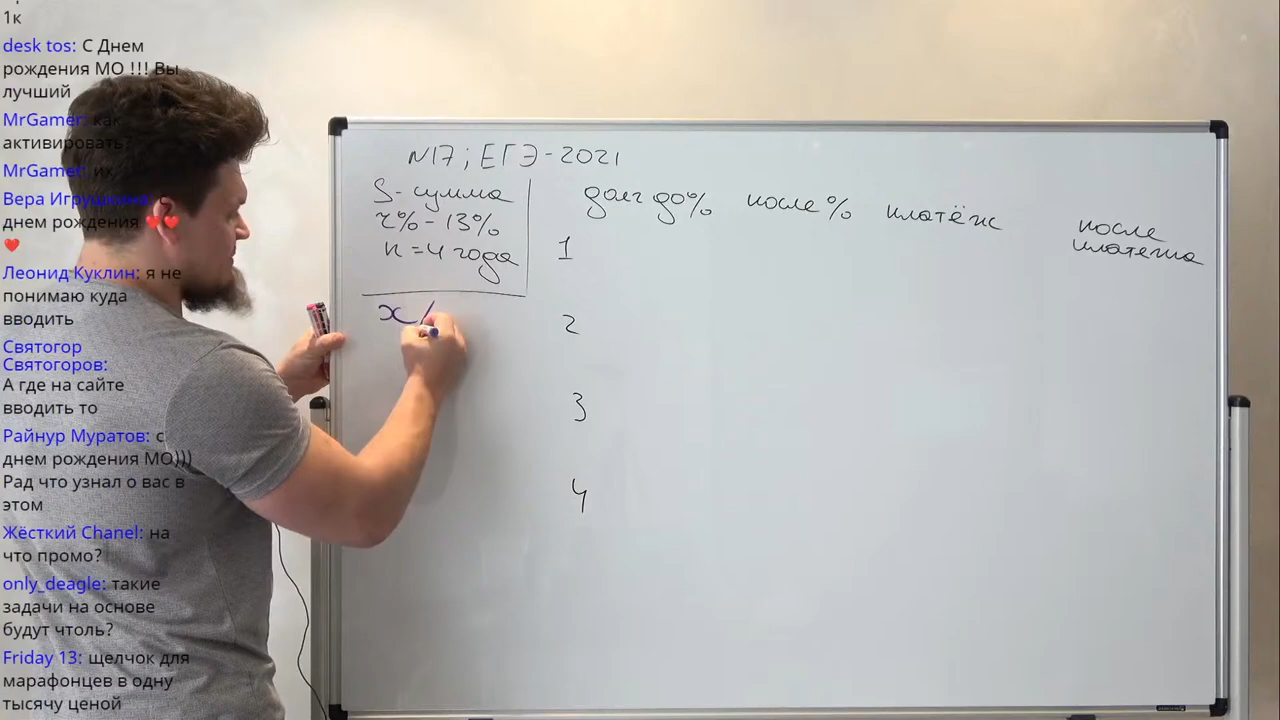 1к
desk tos: С Днем
рождения МО !!! Вы
лучший
MrGamer: как
активировать?
MrGamer: их
Вера Игрушкина: с
днем рождения ❤️❤️
❤️
Леонид Куклин: я не
понимаю куда
вводить
Святогор
Святогоров:
А где на сайте
вводить то
Райнур Муратов: с
днем рождения МО)))
Рад что узнал о вас в
этом
Жёсткий Chanel: на
что промо?
only_deagle: такие
задачи на основе
будут чтоль?
Friday 13: щелчок для
марафонцев в одну
тысячу ценой
N17; ЕГЭ-2021
S - сумма
r% - 13%
n = 4 года
x
долг до % после % платёж после платежа
1
2
3
4